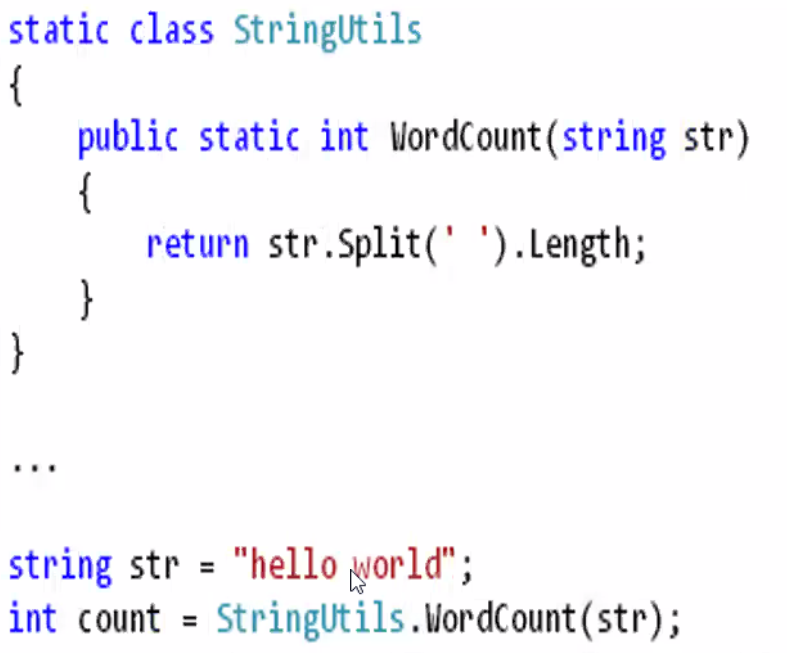 static class StringUtils
{
    public static int WordCount(string str)
    {
        return str.Split(' ').Length;
    }
}
...
string str = "hello world";
int count = StringUtils.WordCount(str);